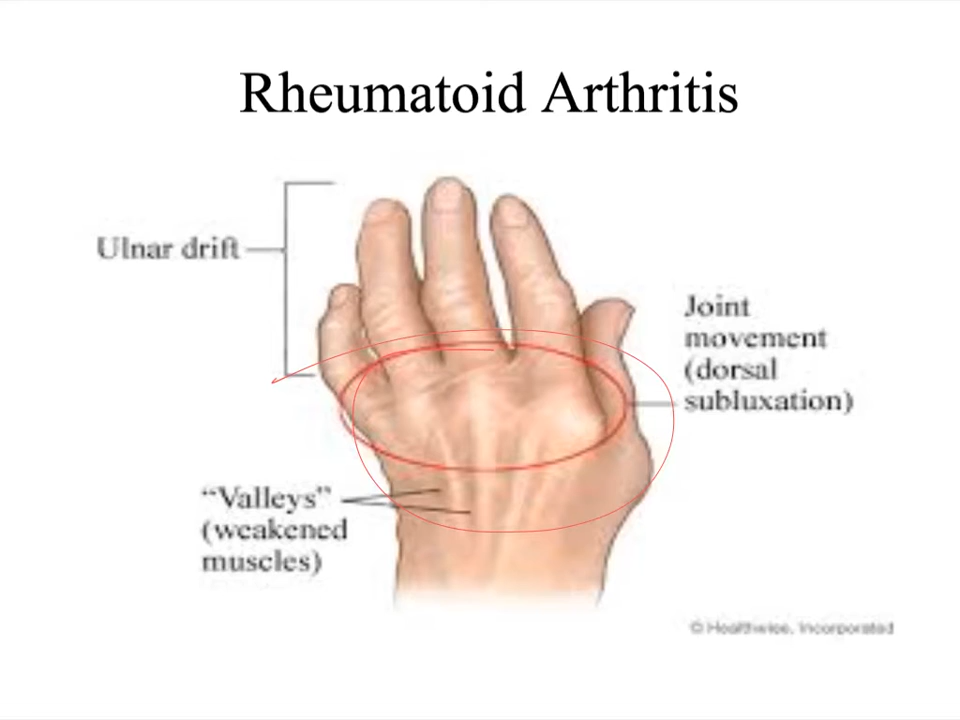 Rheumatoid Arthritis
Ulnar drift
Joint
movement
(dorsal
subluxation)
“Valleys”
(weakened
muscles)
© Healthwise, Incorporated